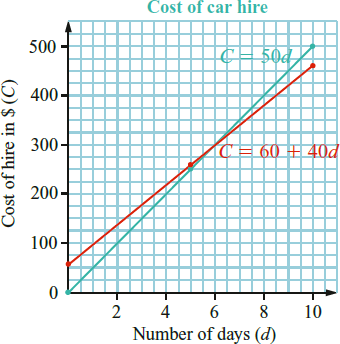 Cost of car hire
Cost of hire in $ (C)
500
400
300
200
100
0
C = 50d
C = 60 + 40d
2 4 6 8 10
Number of days (d)